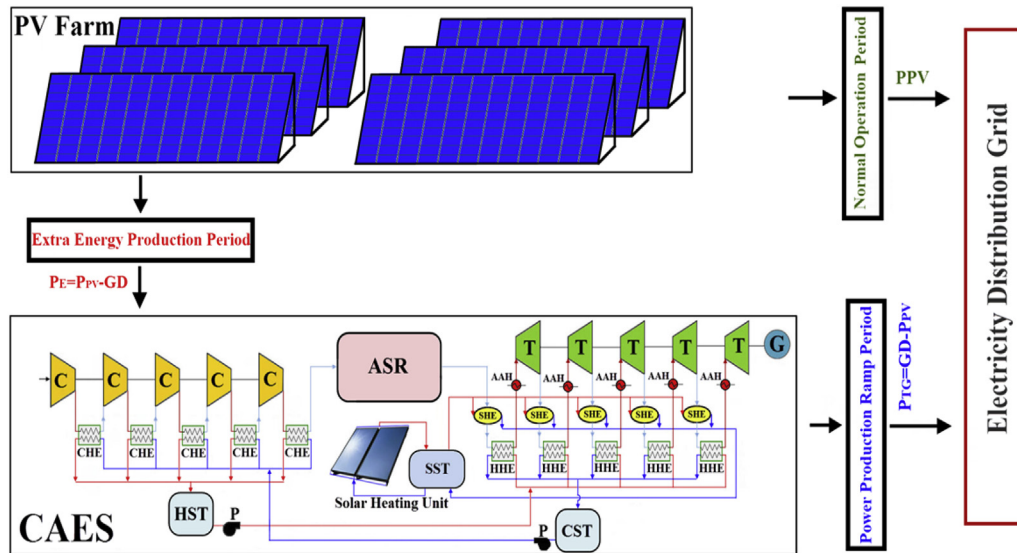 PV Farm
Normal Operation Period
PPV
Electricity Distribution Grid
Extra Energy Production Period
PE=PPV-GD
C
C
C
C
C
ASR
T
T
T
T
T
G
AAH
AAH
AAH
AAH
AAH
SHE
SHE
SHE
SHE
SHE
CHE
CHE
CHE
CHE
CHE
HHE
HHE
HHE
HHE
HHE
SST
Solar Heating Unit
HST
P
P
CST
CAES
Power Production Ramp Period
PTG=GD-PPV